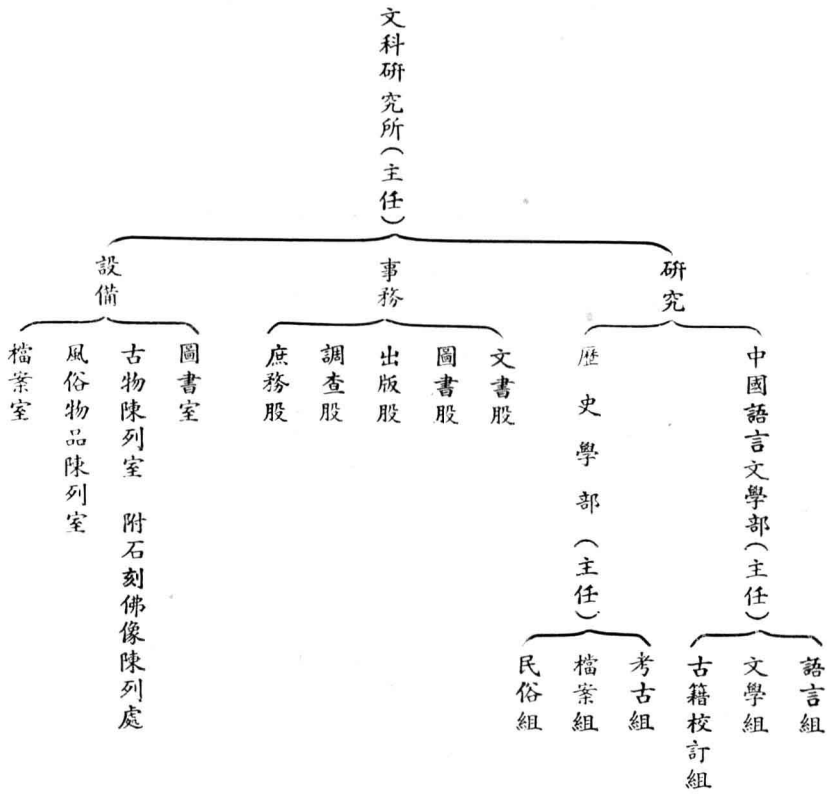 文科研究所(主任)
研究
中國語言文學部(主任)
語言組
文學組
古籍校訂組
歷史學部(主任)
考古組
檔案組
民俗組
事務
文書股
圖書股
出版股
調查股
庶務股
設備
圖書室
古物陳列室 附石刻佛像陳列處
風俗物品陳列室
檔案室